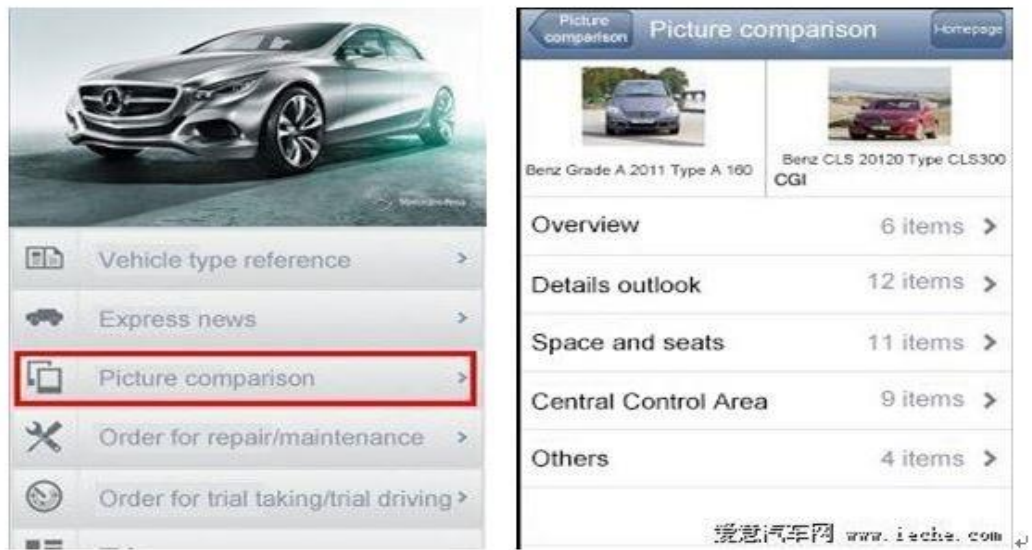 Mercedes-Benz
Vehicle type reference
Express news
Picture comparison
Order for repair/maintenance
Order for trial taking/trial driving
Picture
comparison
Picture comparison
Homepage
Benz Grade A 2011 Type A 160
Benz CLS 20120 Type CLS300
CGI
Overview 6 items
Details outlook 12 items
Space and seats 11 items
Central Control Area 9 items
Others 4 items
爱意汽车网 www.ieche.com